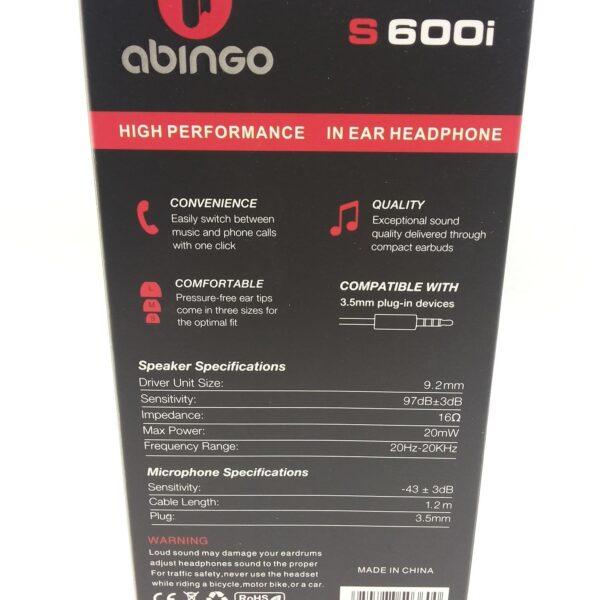 abingo
S 600i
HIGH PERFORMANCE IN EAR HEADPHONE
CONVENIENCE
Easily switch between
music and phone calls
with one click
QUALITY
Exceptional sound
quality delivered through
compact earbuds
L
M
S
COMFORTABLE
Pressure-free ear tips
come in three sizes for
the optimal fit
COMPATIBLE WITH
3.5mm plug-in devices
Speaker Specifications
Driver Unit Size: 9.2mm
Sensitivity: 97dB±3dB
Impedance: 16Ω
Max Power: 20mW
Frequency Range: 20Hz-20KHz
Microphone Specifications
Sensitivity: -43 ± 3dB
Cable Length: 1.2 m
Plug: 3.5mm
WARNING
Loud sound may damage your eardrums
adjust headphones sound to the proper
For traffic safety,never use the headset
while riding a bicycle,motor bike,or a car.
MADE IN CHINA
CE RoHS